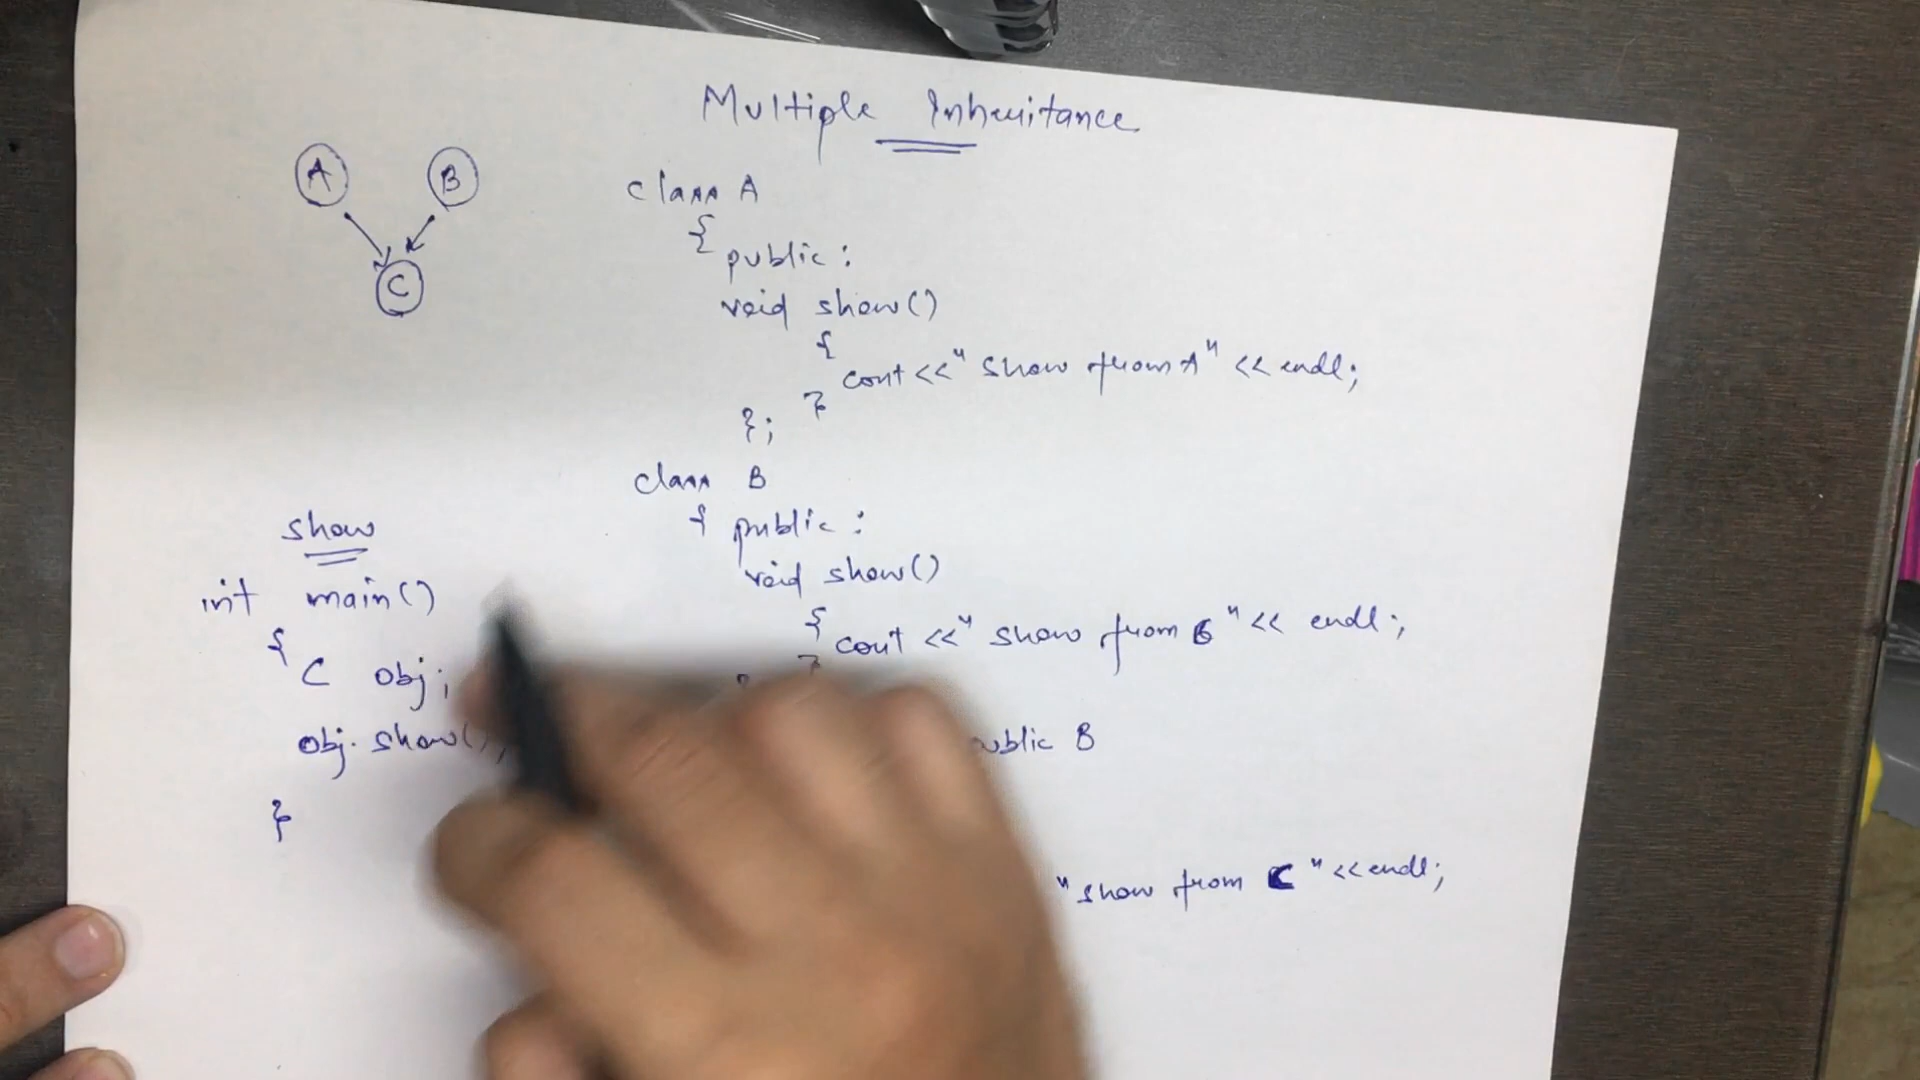 Multiple Inheritance
A B
C
class A
{ public :
void show()
{
cout << " show from A " << endl;
}
};
class B
{ public :
void show()
{
cout << " show from B " << endl;
}
}
public B
" show from C " << endl;
show
int main()
{
C obj;
obj. show();
}